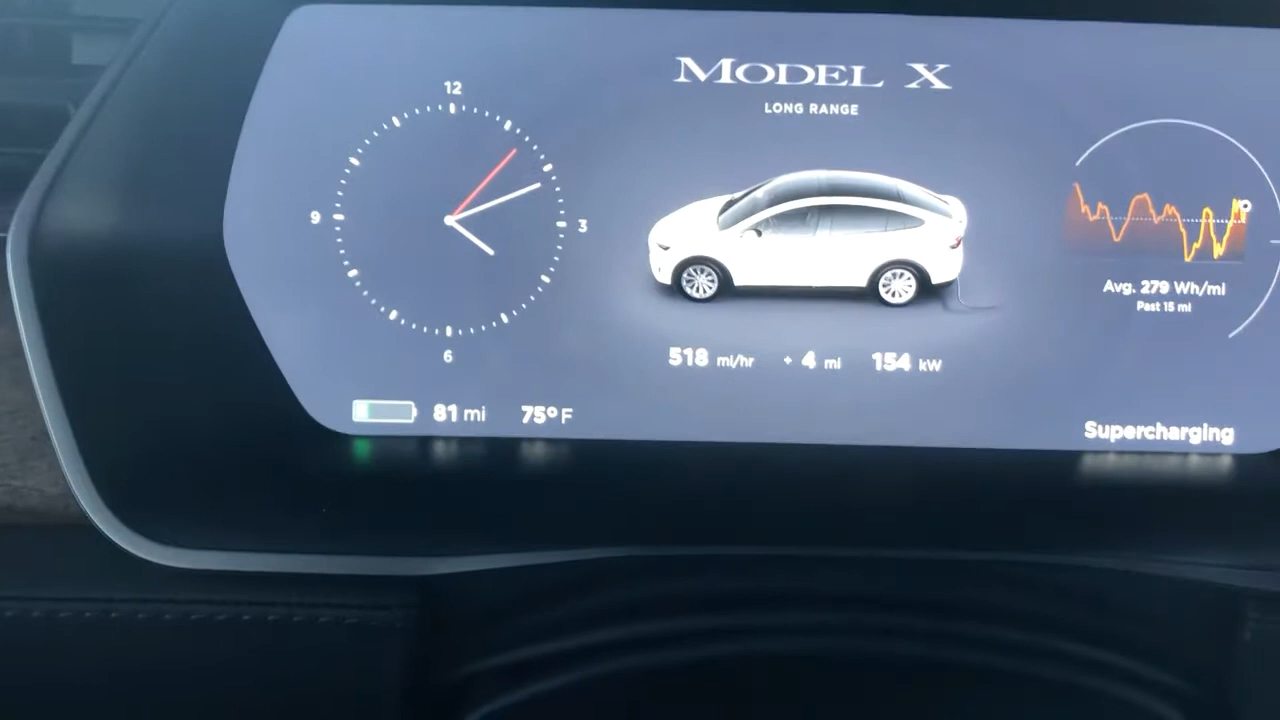 12
9
3
6
81 mi 75° F
MODEL X
LONG RANGE
518 mi/hr + 4 mi 154 kW
Avg. 279 Wh/mi
Past 15 mi
Supercharging